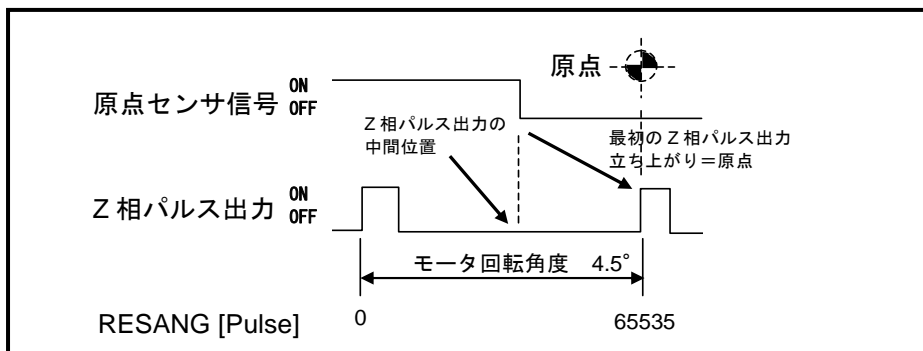 原点
ON
原点センサ信号 OFF
Z 相パルス出力の
中間位置
最初の Z 相パルス出力
立ち上がり＝原点
ON
Z 相パルス出力 OFF
モータ回転角度 4.5°
RESANG [Pulse] 0 65535